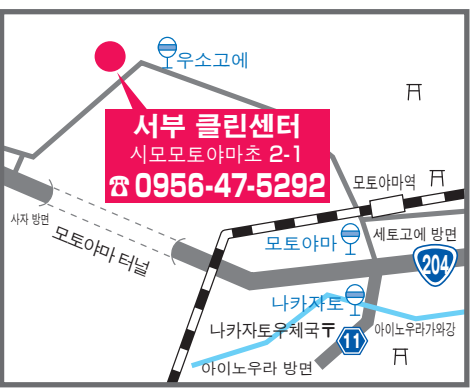 우소고에
서부 클린센터
시모모토야마초 2-1
☎ 0956-47-5292
모토야마역
사자 방면
모토야마 터널
모토야마
세토고에 방면
204
나카자토
나카자토우체국〒
11
아이노우라가와강
아이노우라 방면